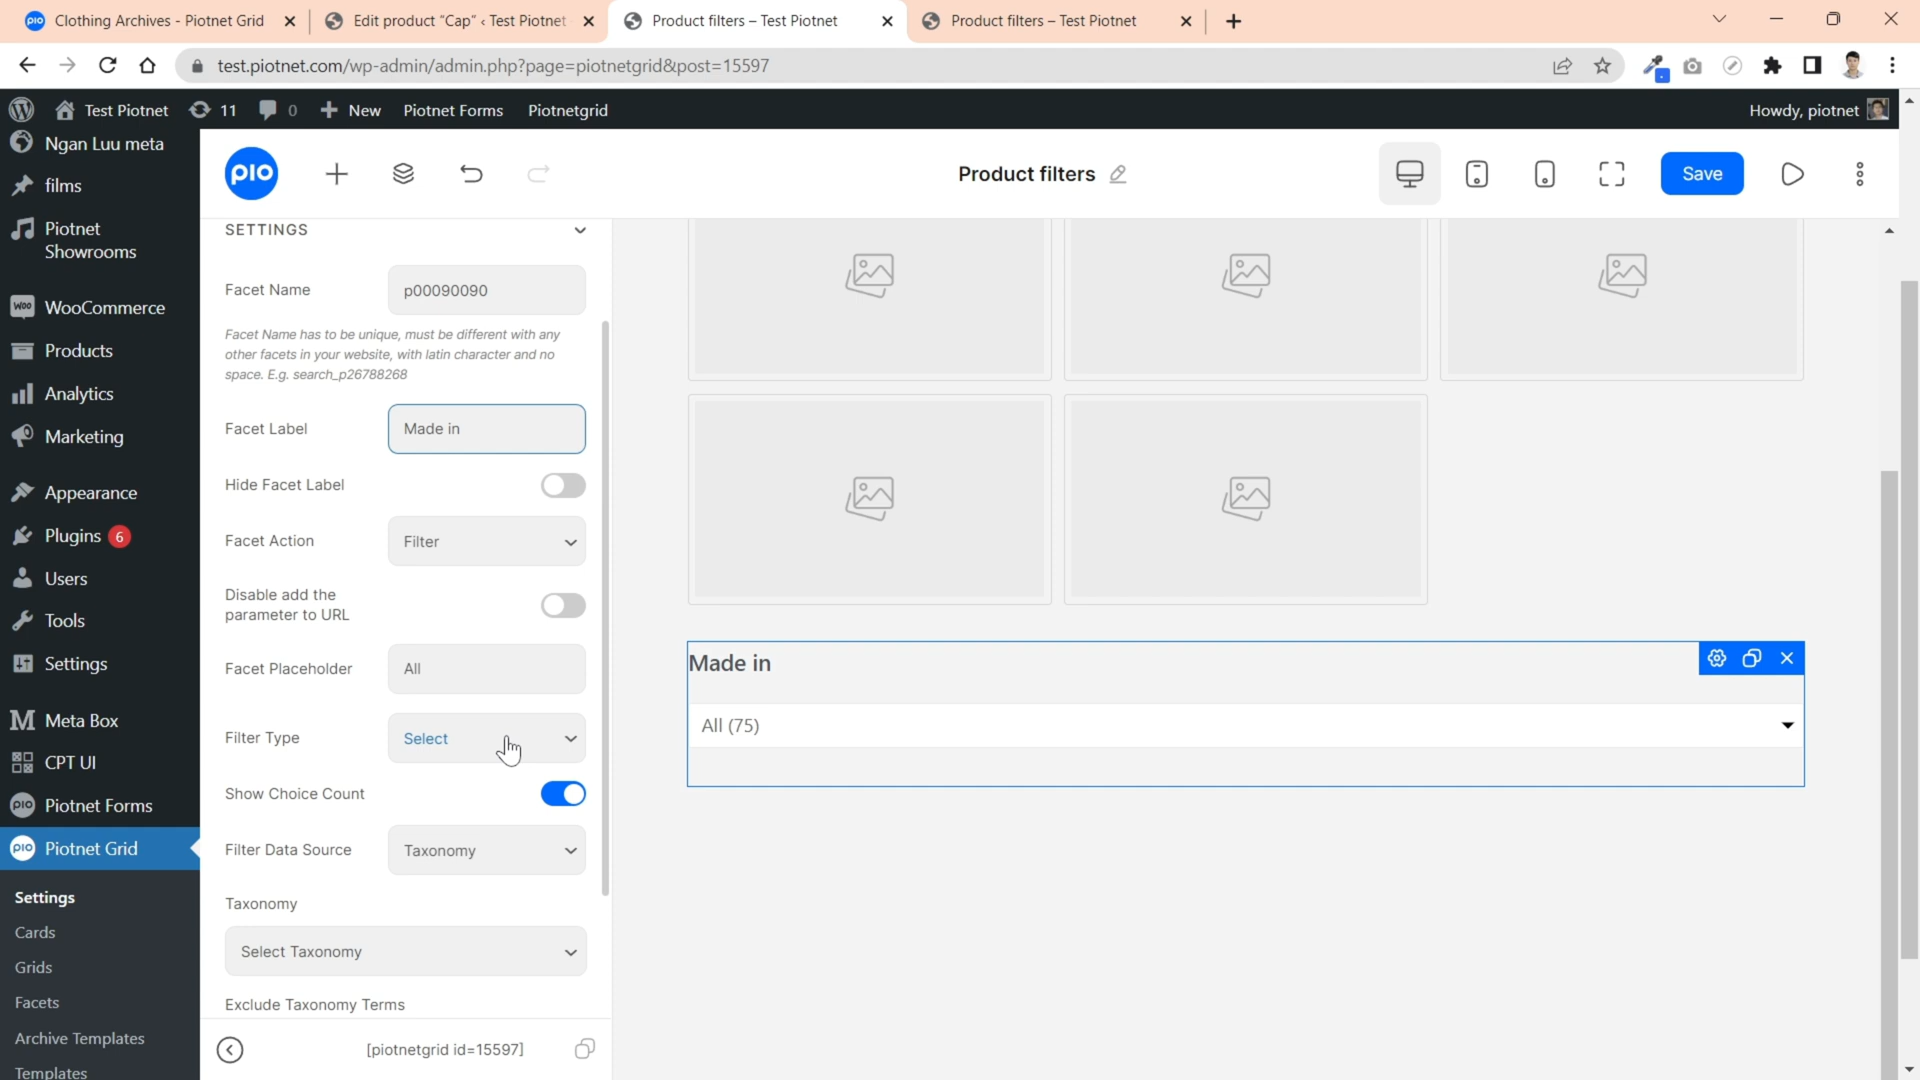 pio Clothing Archives - Piotnet Grid
Edit product "Cap" ‹ Test Piotnet
Product filters – Test Piotnet
Product filters – Test Piotnet
test.piotnet.com/wp-admin/admin.php?page=piotnetgrid&post=15597
Test Piotnet
11
0
New
Piotnet Forms
Piotnetgrid
Howdy, piotnet
Ngan Luu meta
films
Piotnet
Showrooms
Woo WooCommerce
Products
Analytics
Marketing
Appearance
Plugins 6
Users
Tools
Settings
Meta Box
CPT UI
pio Piotnet Forms
pio Piotnet Grid
Settings
Cards
Grids
Facets
Archive Templates
Templates
pio
Product filters
Save
SETTINGS
Facet Name
p00090090
Facet Name has to be unique, must be different with any
other facets in your website, with latin character and no
space. E.g. search_p26788268
Facet Label
Made in
Hide Facet Label
Facet Action
Filter
Disable add the
parameter to URL
Facet Placeholder
All
Filter Type
Select
Show Choice Count
Filter Data Source
Taxonomy
Taxonomy
Select Taxonomy
Exclude Taxonomy Terms
[piotnetgrid id=15597]
Made in
All (75)